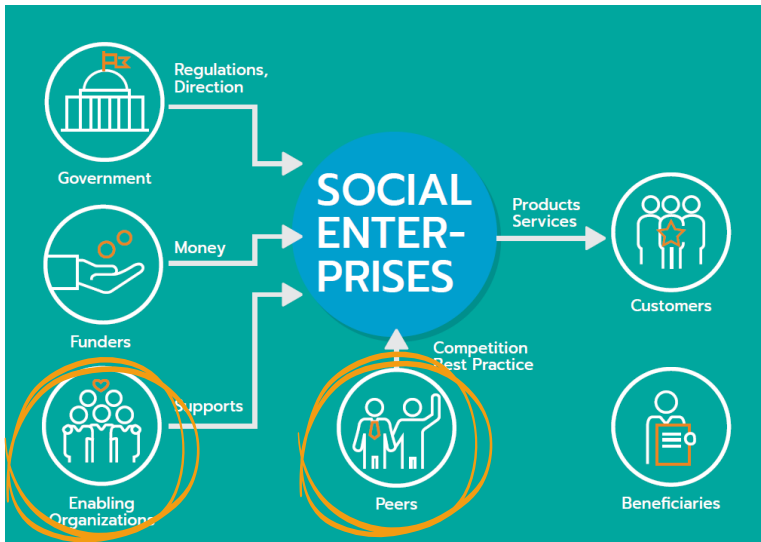 Regulations,
Direction
Government
Money
Funders
Supports
Enabling
Organizations
SOCIAL
ENTER-
PRISES
Competition
Best Practice
Peers
Products
Services
Customers
Beneficiaries